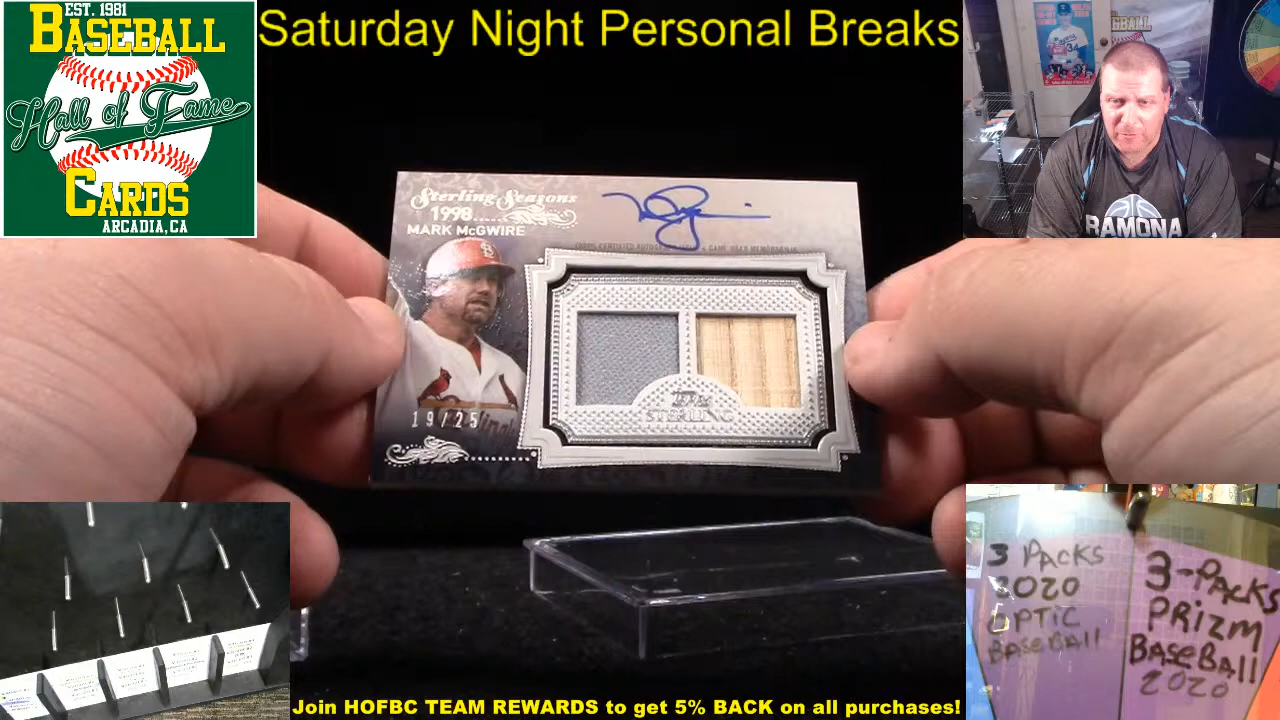 EST. 1981
BASEBALL
Hall of Fame
CARDS
ARCADIA, CA
Saturday Night Personal Breaks
34
RAMONA
Sterling Seasons
1998
MARK McGWIRE
19/25
TOPPS
STERLING
3 PACKS
2020
OPTIC
BASEBALL
3-PACKS
PRIZM
BASEBALL
2020
Join HOFBC TEAM REWARDS to get 5% BACK on all purchases!